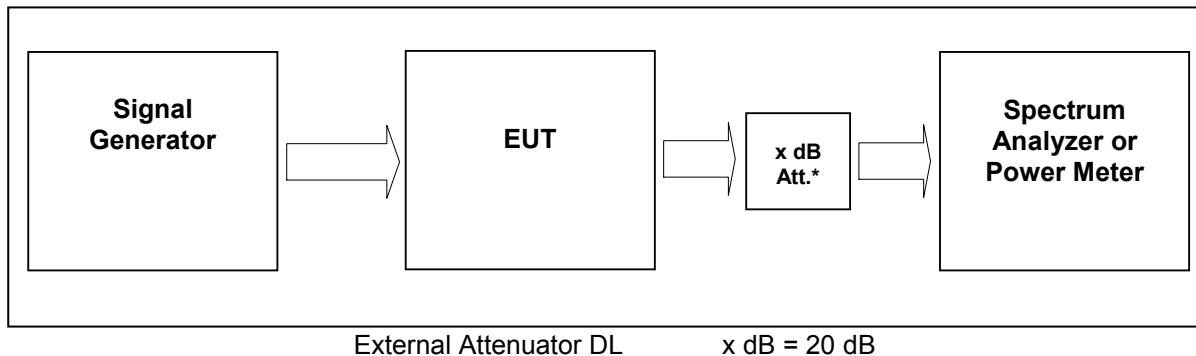 Signal
Generator
EUT
x dB
Att.*
Spectrum
Analyzer or
Power Meter
External Attenuator DL x dB = 20 dB